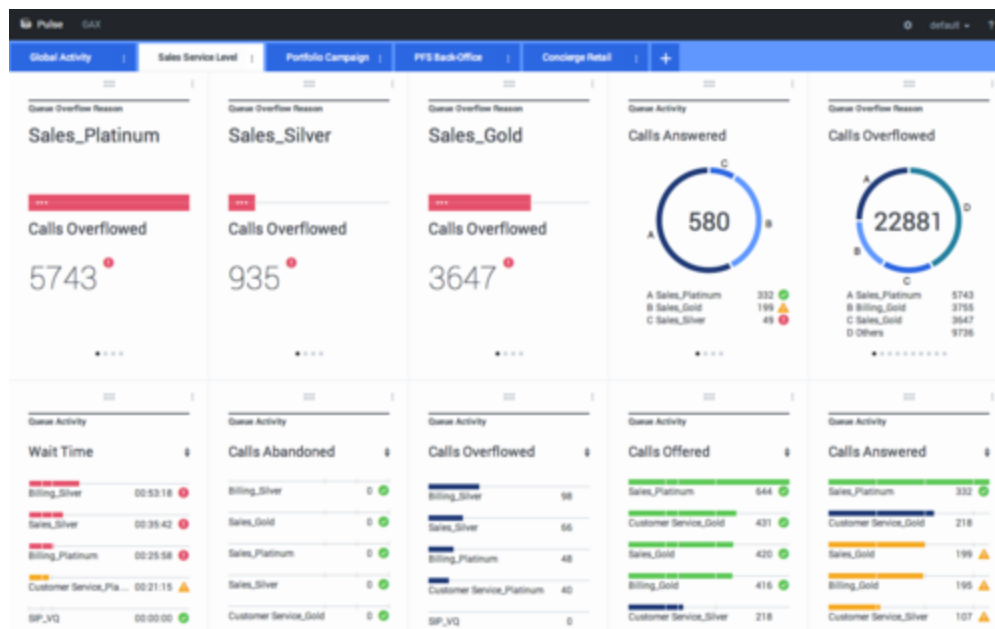 Pulse GAX default ?
Global Activity Sales Service Level Portfolio Campaign PFS Back-Office Concierge Retail +
Queue Overflow Reason
Sales_Platinum
Calls Overflowed
5743
Queue Overflow Reason
Sales_Silver
Calls Overflowed
935
Queue Overflow Reason
Sales_Gold
Calls Overflowed
3647
Queue Activity
Calls Answered
C
580
B
A
A Sales_Platinum 332
B Sales_Gold 199
C Sales_Silver 49
Queue Overflow Reason
Calls Overflowed
A
22881
D
B
C
A Sales_Platinum 5743
B Billing_Gold 3755
C Sales_Gold 3647
D Others 9736
Queue Activity
Wait Time
Billing_Silver 00:53:18
Sales_Silver 00:35:42
Billing_Platinum 00:25:58
Customer Service_Pla... 00:21:15
SIP_VQ 00:00:00
Queue Activity
Calls Abandoned
Billing_Silver 0
Sales_Gold 0
Sales_Platinum 0
Sales_Silver 0
Customer Service_Gold 0
Queue Activity
Calls Overflowed
Billing_Silver 98
Sales_Silver 66
Billing_Platinum 48
Customer Service_Platinum 40
SIP_VQ 0
Queue Activity
Calls Offered
Sales_Platinum 644
Customer Service_Gold 431
Sales_Gold 420
Billing_Gold 416
Customer Service_Silver 218
Queue Activity
Calls Answered
Sales_Platinum 332
Customer Service_Gold 218
Sales_Gold 199
Billing_Gold 195
Customer Service_Silver 107